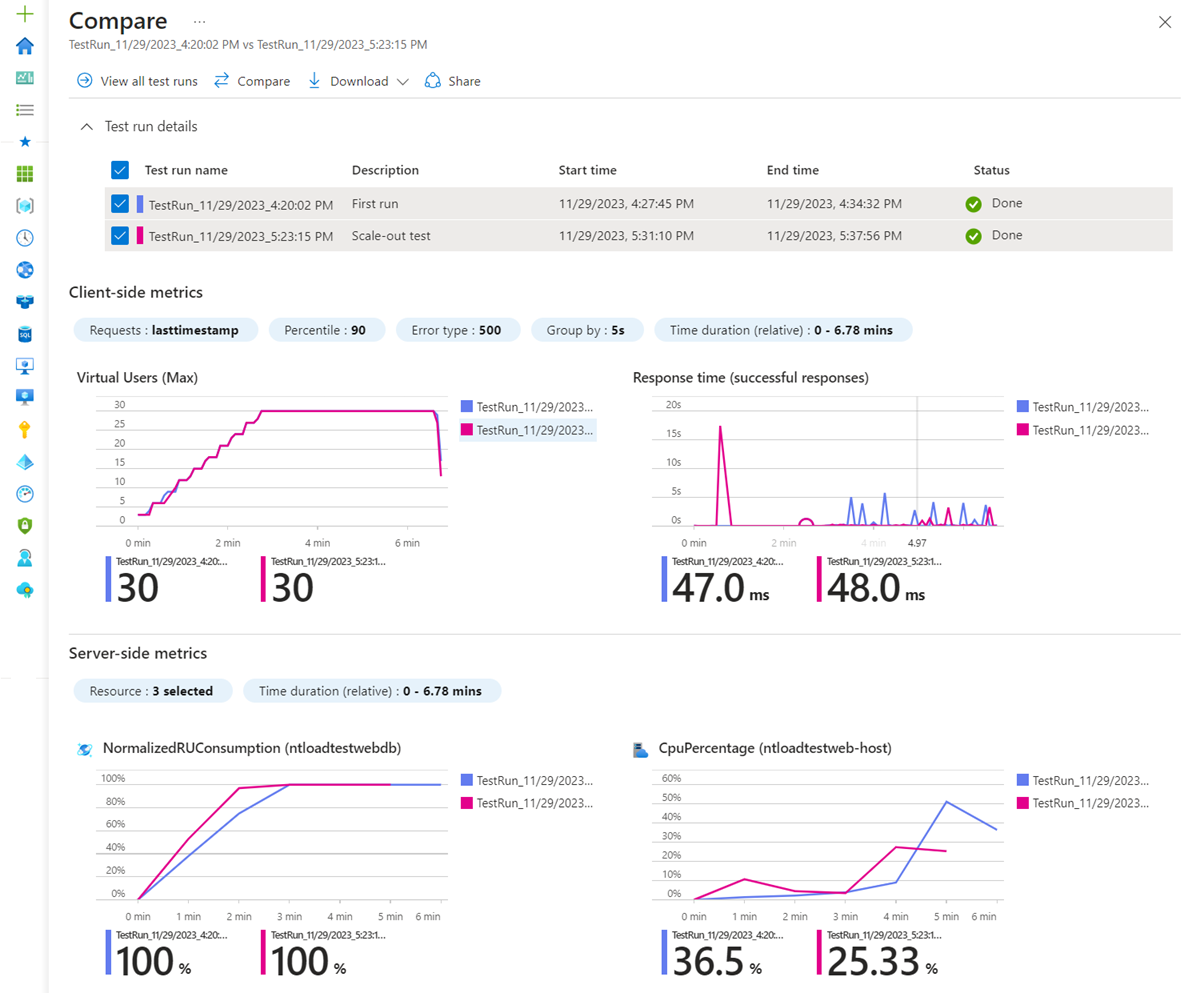 Compare ...
TestRun_11/29/2023_4:20:02 PM vs TestRun_11/29/2023_5:23:15 PM
View all test runs Compare Download Share
Test run details
Test run name Description Start time End time Status
TestRun_11/29/2023_4:20:02 PM First run 11/29/2023, 4:27:45 PM 11/29/2023, 4:34:32 PM Done
TestRun_11/29/2023_5:23:15 PM Scale-out test 11/29/2023, 5:31:10 PM 11/29/2023, 5:37:56 PM Done
Client-side metrics
Requests : lasttimestamp Percentile : 90 Error type : 500 Group by : 5s Time duration (relative) : 0 - 6.78 mins
Virtual Users (Max)
30
25
20
15
10
5
0
0 min 2 min 4 min 6 min
TestRun_11/29/2023...
TestRun_11/29/2023...
TestRun_11/29/2023_4:20:...
30
TestRun_11/29/2023_5:23:1...
30
Response time (successful responses)
20s
15s
10s
5s
0s
0 min 2 min 4 min 4.97
TestRun_11/29/2023...
TestRun_11/29/2023...
TestRun_11/29/2023_4:20:...
47.0 ms
TestRun_11/29/2023_5:23:1...
48.0 ms
Server-side metrics
Resource : 3 selected Time duration (relative) : 0 - 6.78 mins
NormalizedRUConsumption (ntloadtestwebdb)
100%
80%
60%
40%
20%
0%
0 min 1 min 2 min 3 min 4 min 5 min 6 min
TestRun_11/29/2023...
TestRun_11/29/2023...
TestRun_11/29/2023_4:20:...
100 %
TestRun_11/29/2023_5:23:1...
100 %
CpuPercentage (ntloadtestweb-host)
60%
50%
40%
30%
20%
10%
0%
0 min 1 min 2 min 3 min 4 min 5 min 6 min
TestRun_11/29/2023...
TestRun_11/29/2023...
TestRun_11/29/2023_4:20:...
36.5 %
TestRun_11/29/2023_5:23:1...
25.33 %
SQL